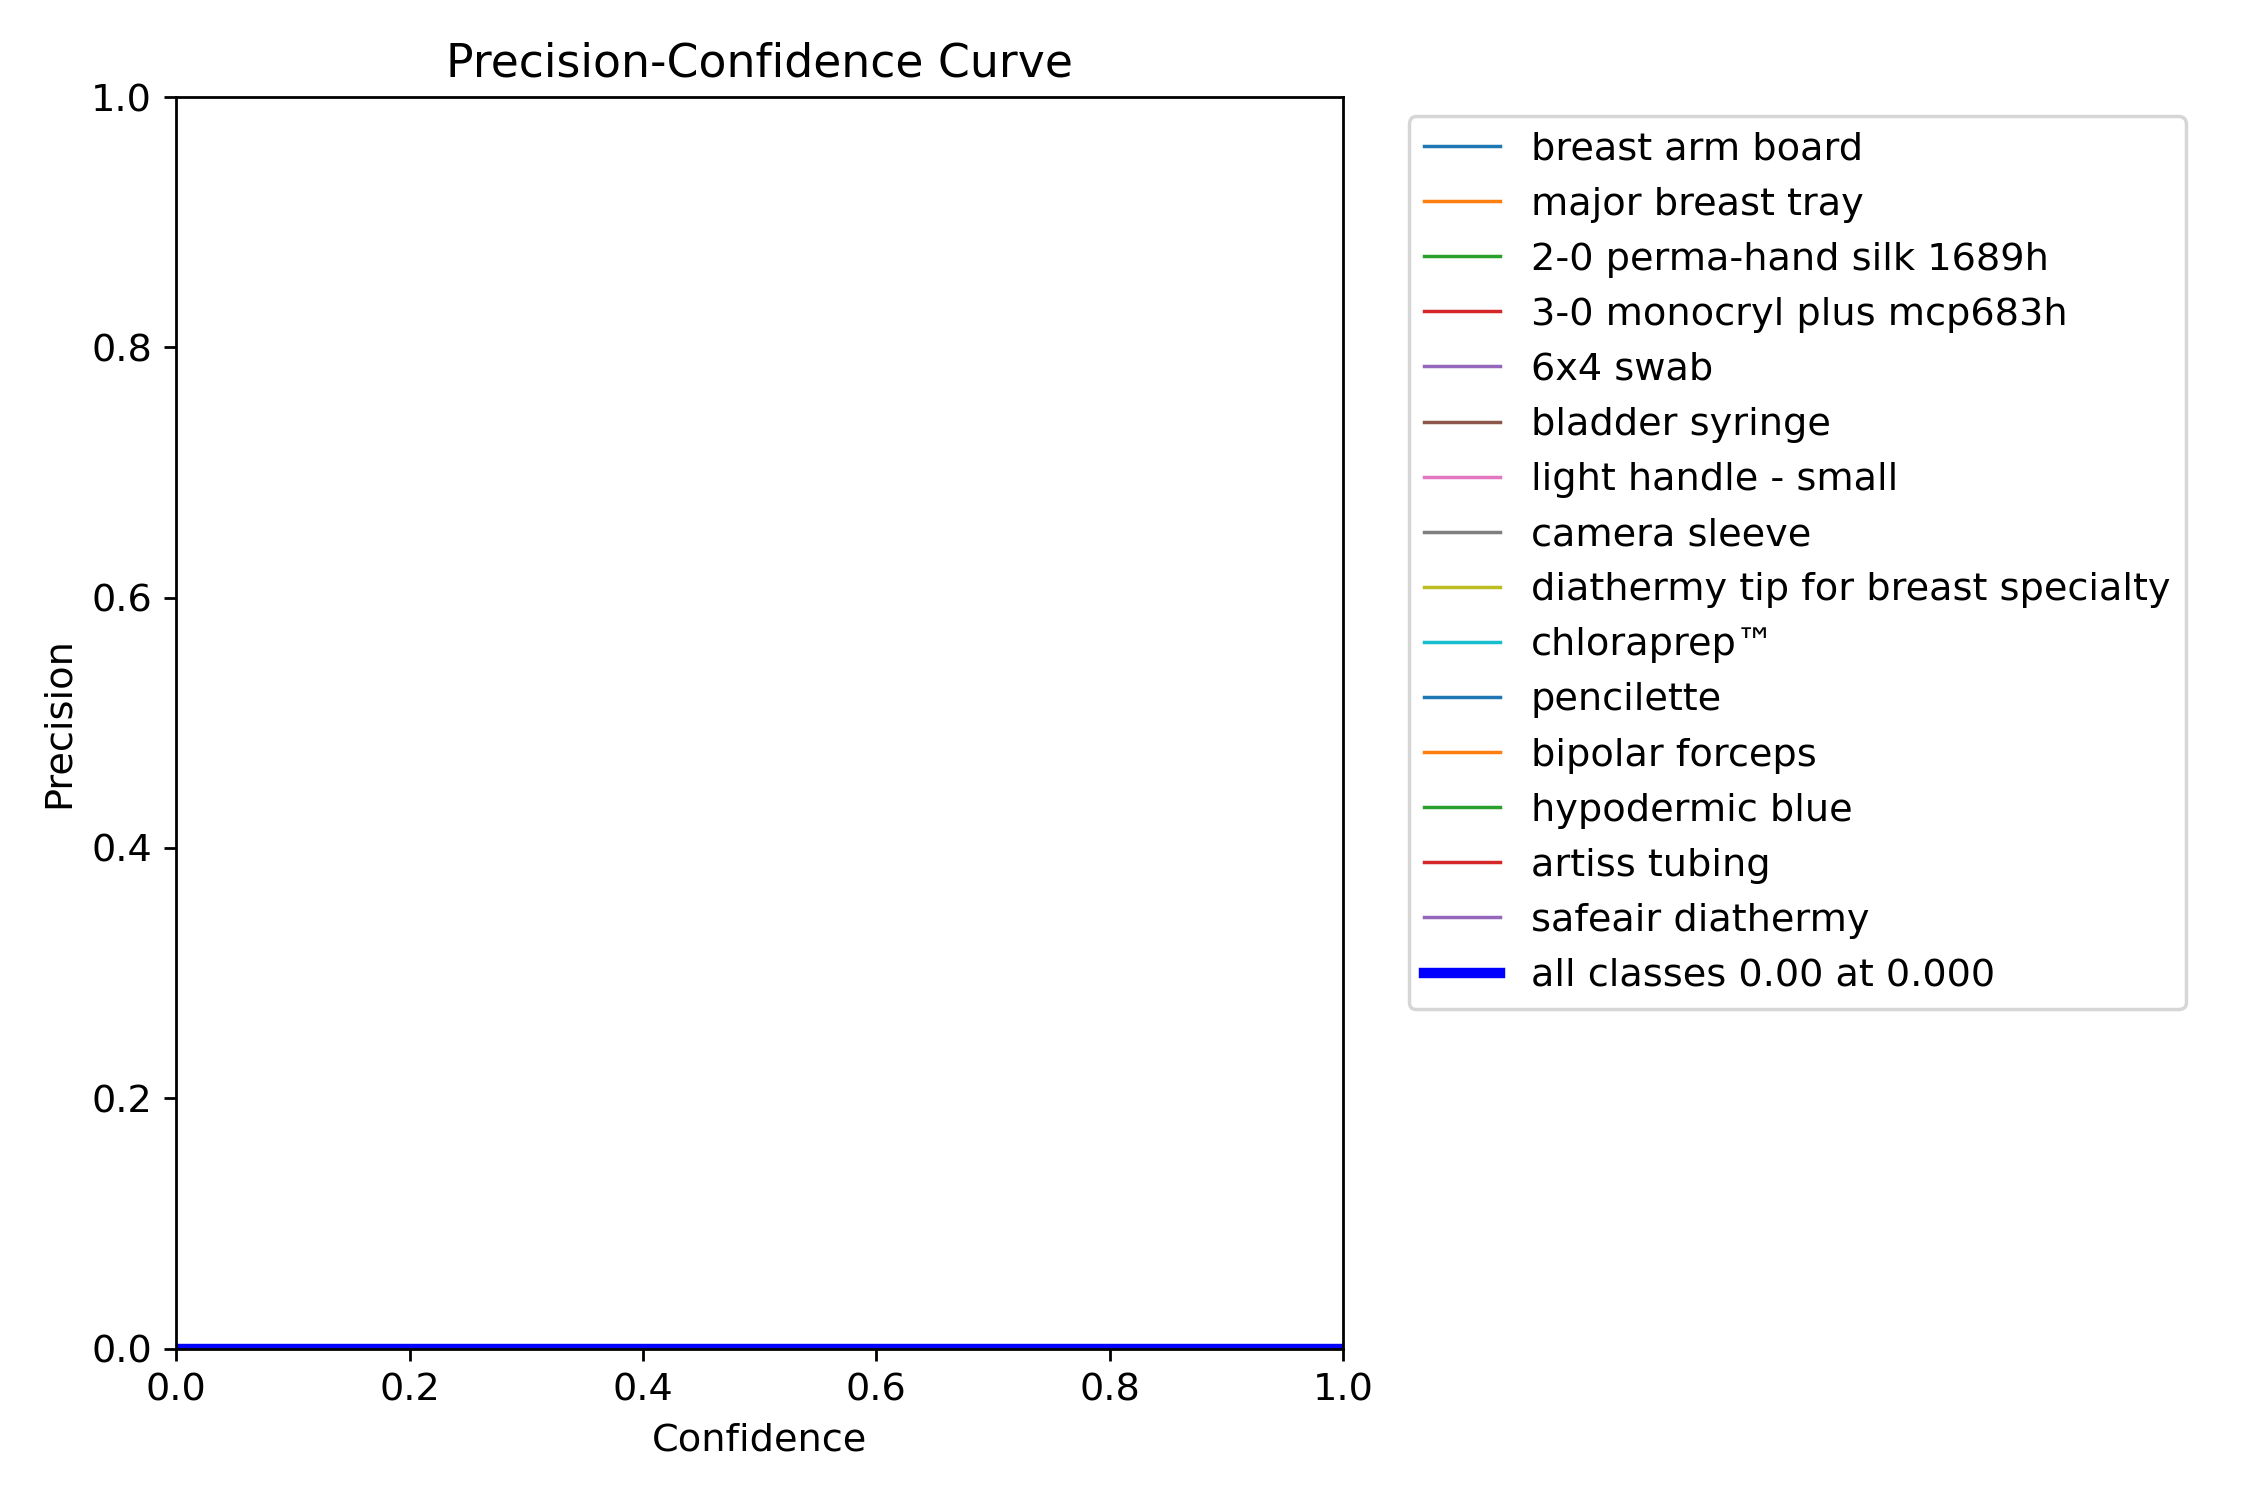 Precision-Confidence Curve
1.0
0.8
0.6
0.4
0.2
0.0
Precision
0.0 0.2 0.4 0.6 0.8 1.0
Confidence
breast arm board
major breast tray
2-0 perma-hand silk 1689h
3-0 monocryl plus mcp683h
6x4 swab
bladder syringe
light handle - small
camera sleeve
diathermy tip for breast specialty
chloraprep™
pencilette
bipolar forceps
hypodermic blue
artiss tubing
safeair diathermy
all classes 0.00 at 0.000